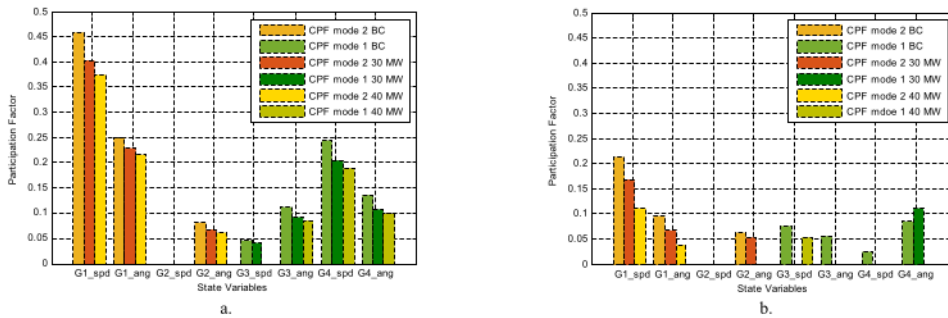 0.5
0.45
0.4
0.35
0.3
0.25
0.2
0.15
0.1
0.05
0
Participation Factor
CPF mode 2 BC
CPF mode 1 BC
CPF mode 2 30 MW
CPF mode 1 30 MW
CPF mode 2 40 MW
CPF mode 1 40 MW
G1_spd G1_ang G2_spd G2_ang G3_spd G3_ang G4_spd G4_ang
State Variables
a.
0.5
0.45
0.4
0.35
0.3
0.25
0.2
0.15
0.1
0.05
0
Participation Factor
CPF mode 2 BC
CPF mode 1 BC
CPF mode 2 30 MW
CPF mode 1 30 MW
CPF mode 2 40 MW
CPF mdoe 1 40 MW
G1_spd G1_ang G2_spd G2_ang G3_spd G3_ang G4_spd G4_ang
State Variables
b.